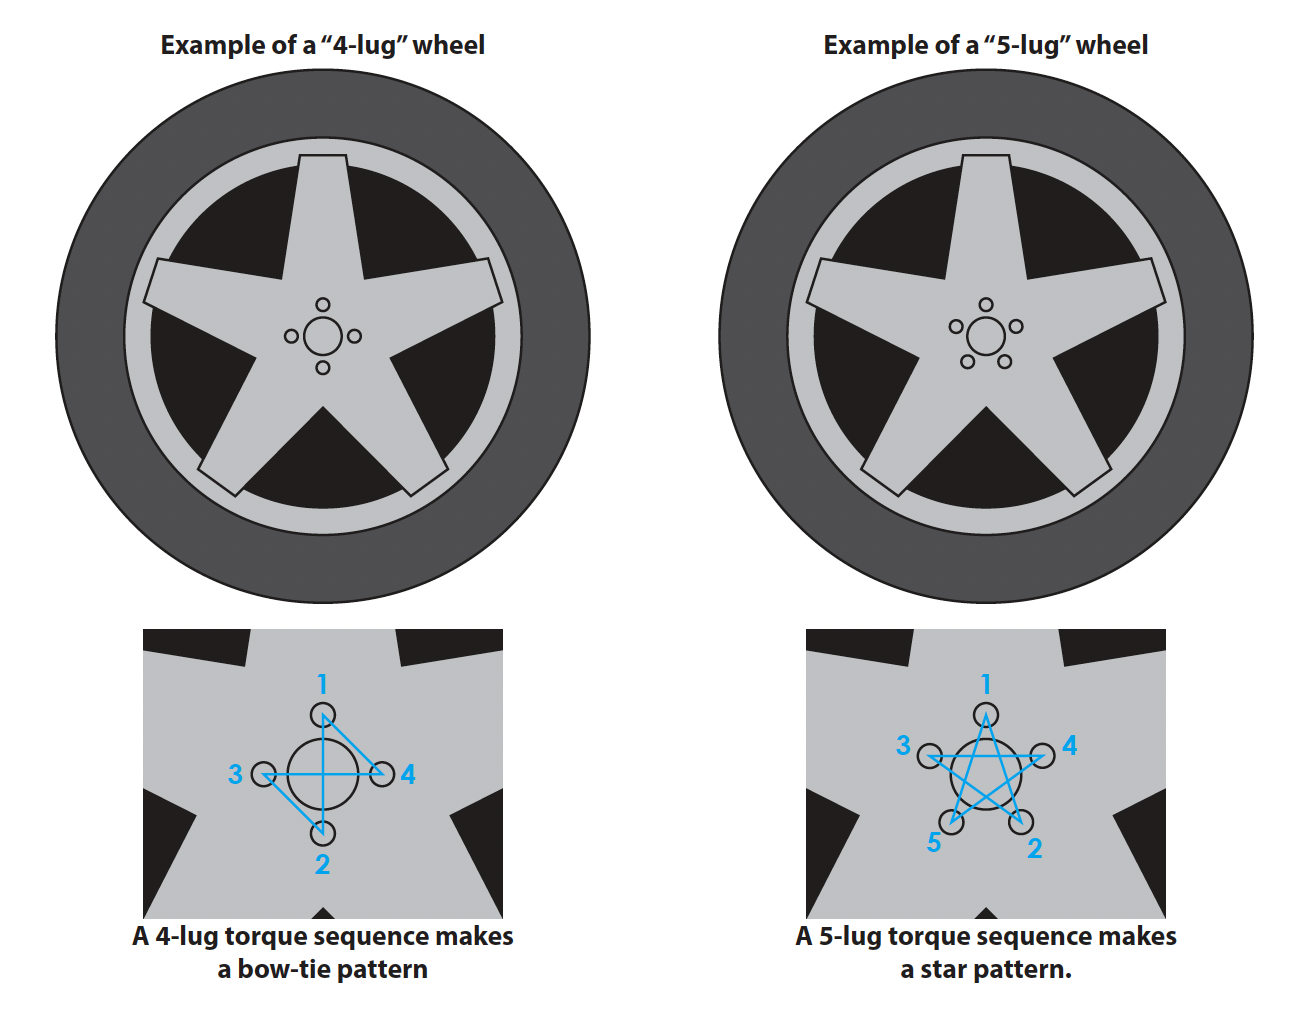 Example of a “4-lug” wheel
Example of a “5-lug” wheel
1
3
4
2
1
3
4
5
2
A 4-lug torque sequence makes
a bow-tie pattern
A 5-lug torque sequence makes
a star pattern.